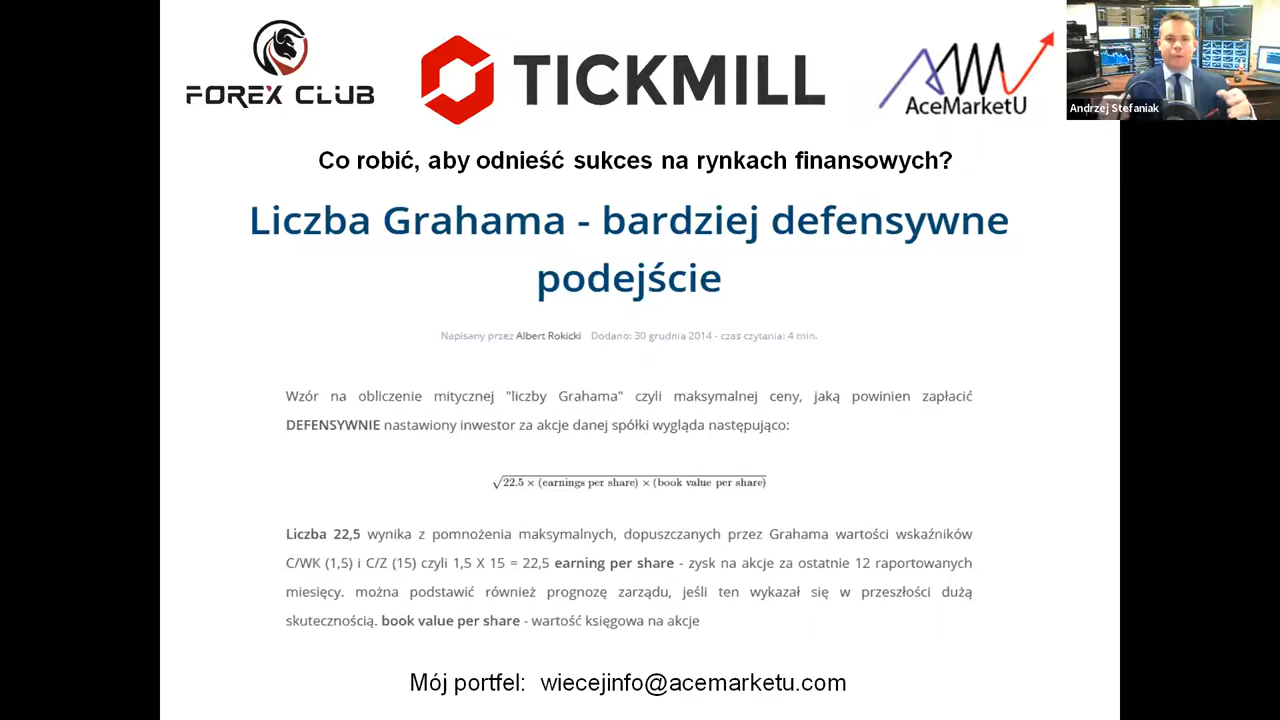 FOREX CLUB
TICKMILL
AceMarketU
Andrzej Stefaniak
Co robić, aby odnieść sukces na rynkach finansowych?
Liczba Grahama - bardziej defensywne
podejście
Napisany przez Albert Rokicki Dodano: 30 grudnia 2014 - czas czytania: 4 min.
Wzór na obliczenie mitycznej "liczby Grahama" czyli maksymalnej ceny, jaką powinien zapłacić
DEFENSYWNIE nastawiony inwestor za akcje danej spółki wygląda następująco:
√22.5 × (earnings per share) × (book value per share)
Liczba 22,5 wynika z pomnożenia maksymalnych, dopuszczanych przez Grahama wartości wskaźników
C/WK (1,5) i C/Z (15) czyli 1,5 X 15 = 22,5 earning per share - zysk na akcje za ostatnie 12 raportowanych
miesięcy. można podstawić również prognozę zarządu, jeśli ten wykazał się w przeszłości dużą
skutecznością. book value per share - wartość księgowa na akcje
Mój portfel: wiecejinfo@acemarketu.com